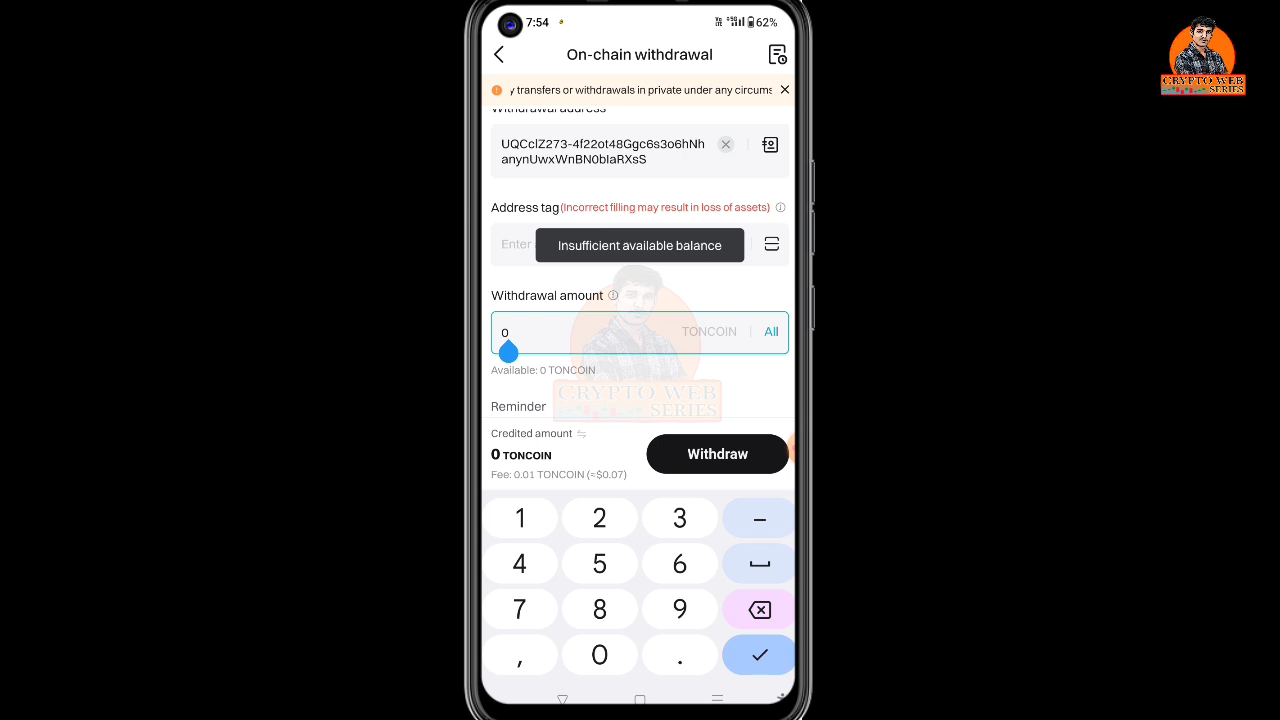 7:54
62%
On-chain withdrawal
y transfers or withdrawals in private under any circums
Withdrawal address
UQCclZ273-4f22ot48Ggc6s3o6hNh
anynUwxWnBN0bIaRXsS
Address tag(Incorrect filling may result in loss of assets)
Enter
Insufficient available balance
Withdrawal amount
0 TONCOIN All
Available: 0 TONCOIN
CRYPTO WEB
SERIES
Reminder
Credited amount
0 TONCOIN
Fee: 0.01 TONCOIN (≈$0.07)
Withdraw
1 2 3 –
4 5 6
7 8 9
, 0 .
CRYPTO WEB
SERIES